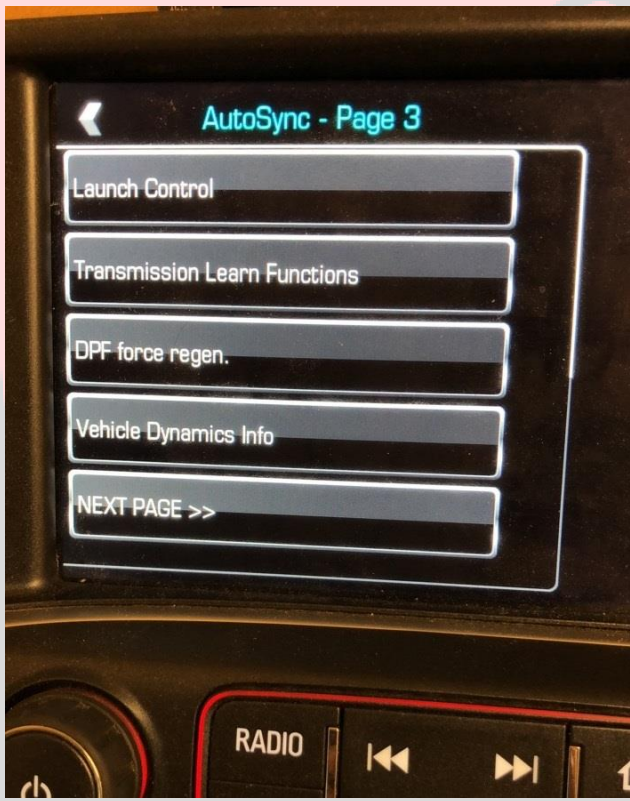 AutoSync - Page 3
Launch Control
Transmission Learn Functions
DPF force regen.
Vehicle Dynamics Info
NEXT PAGE >>
RADIO